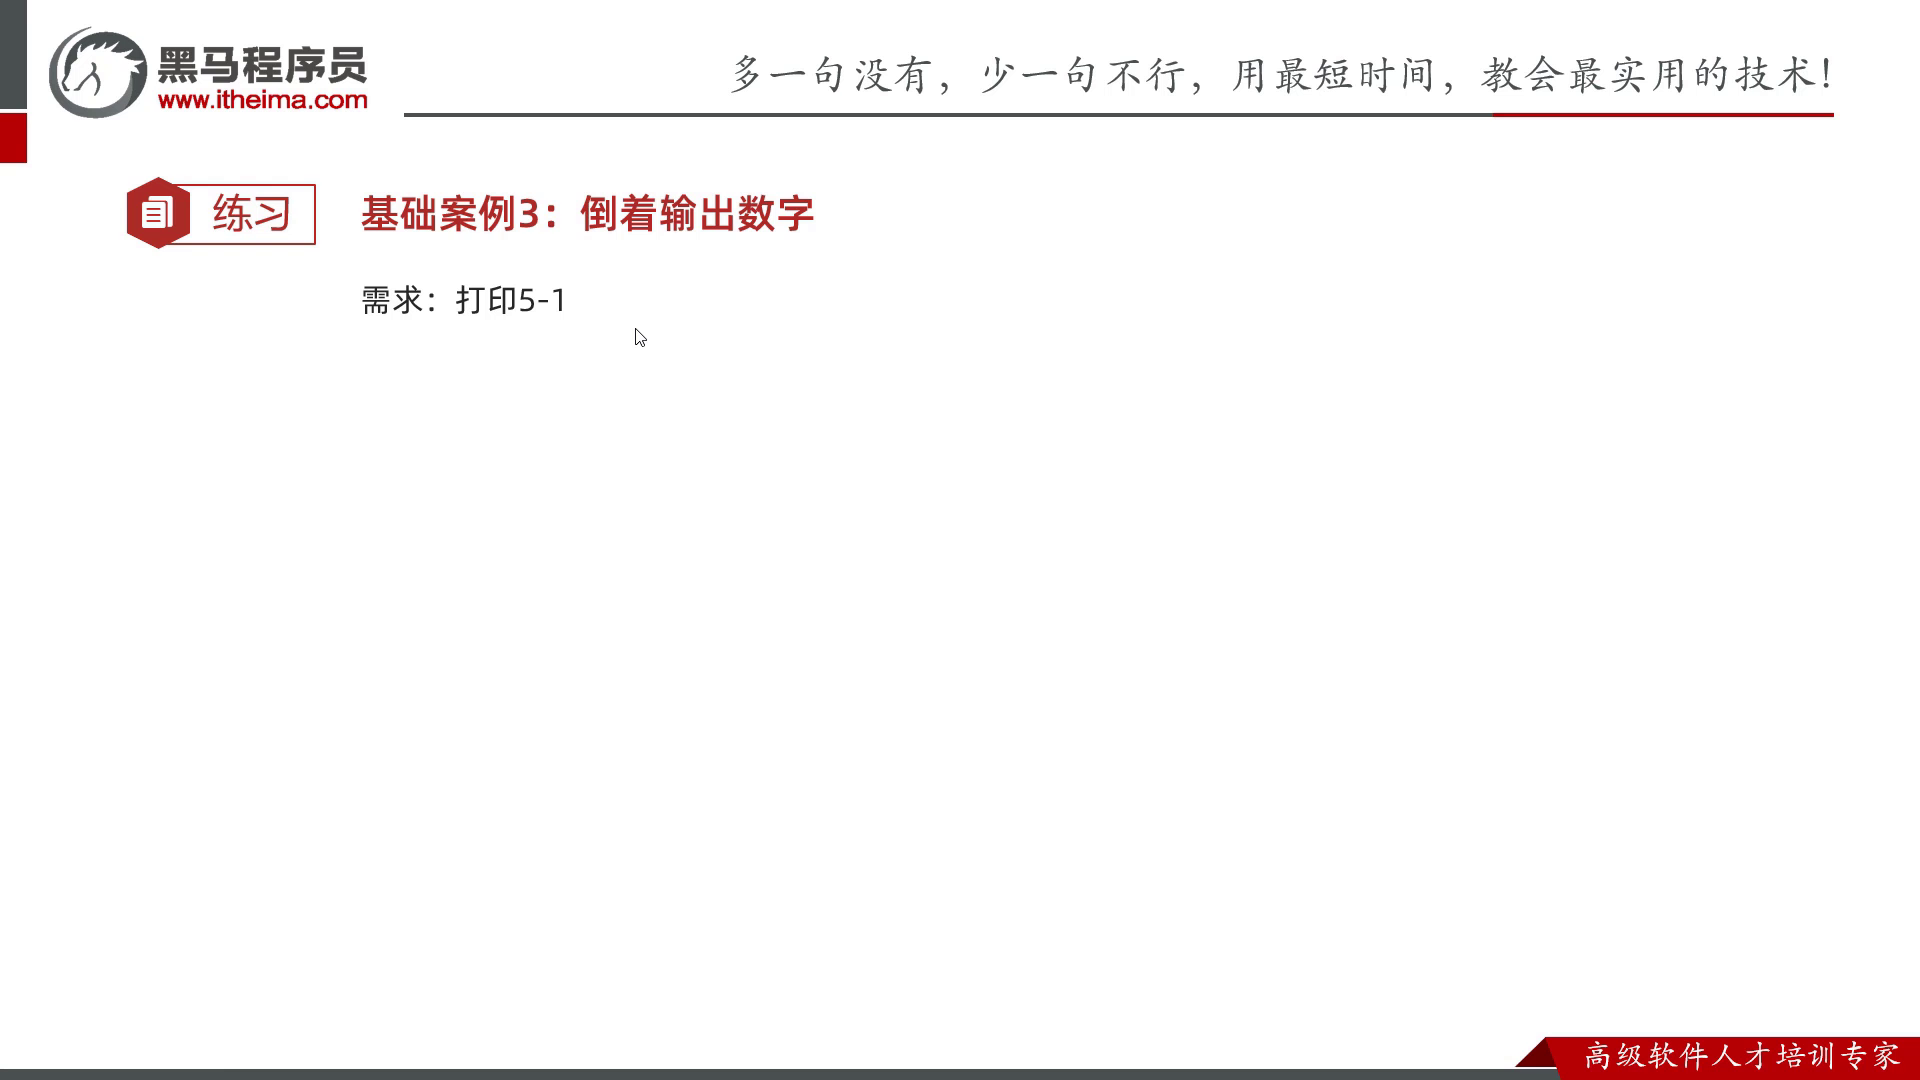 黑马程序员
www.itheima.com
多一句没有，少一句不行，用最短时间，教会最实用的技术！
练习
基础案例3：倒着输出数字
需求：打印5-1
高级软件人才培训专家